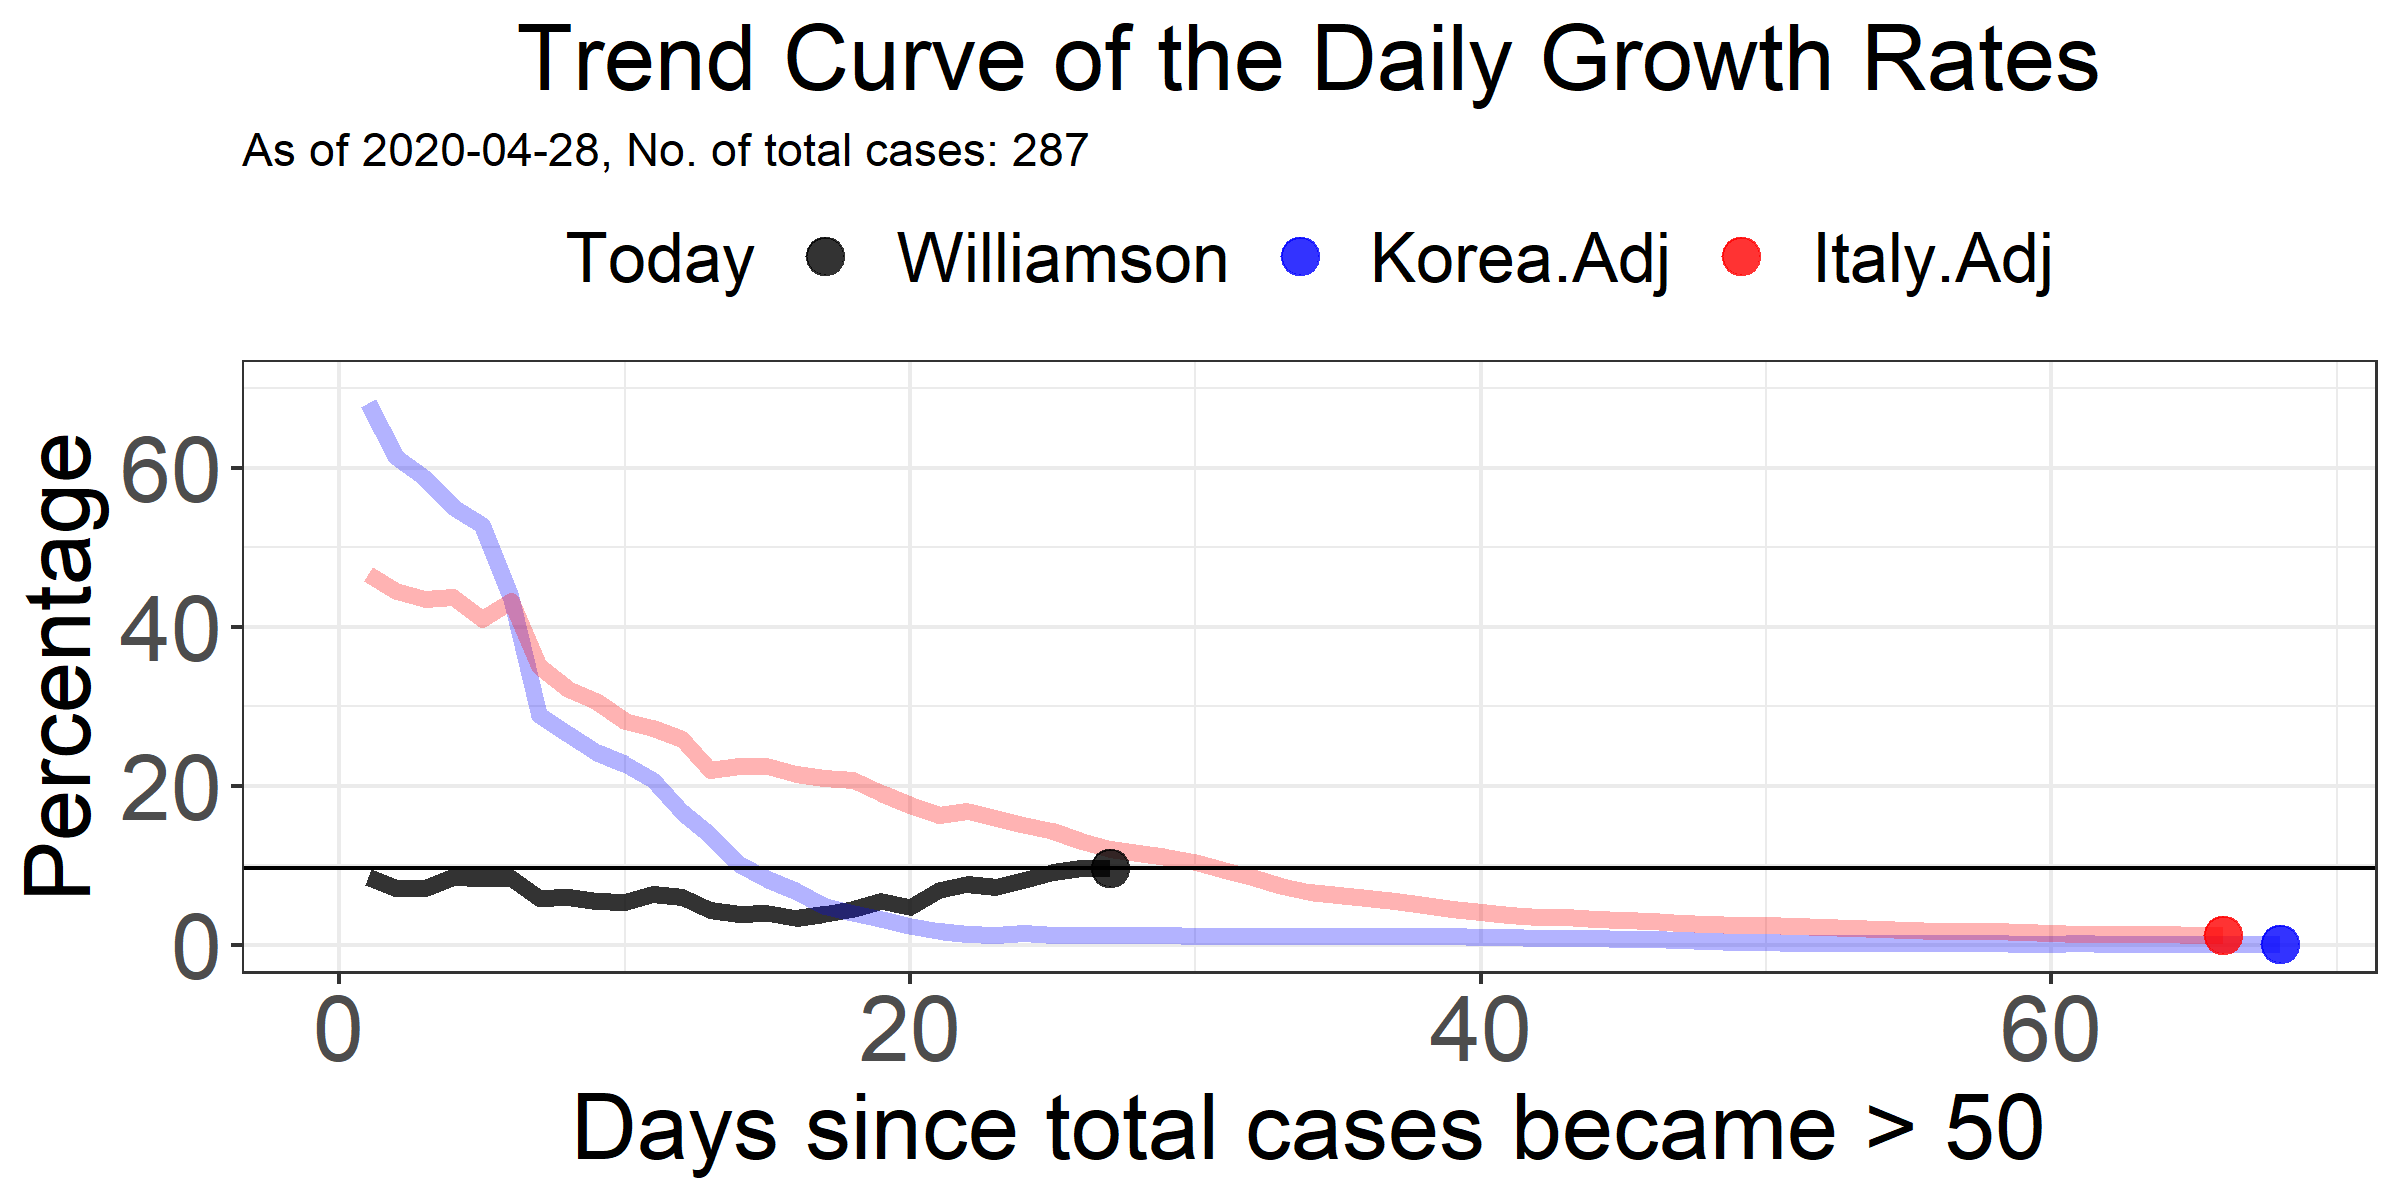 Trend Curve of the Daily Growth Rates
As of 2020-04-28, No. of total cases: 287
Today Williamson Korea.Adj Italy.Adj
Percentage
60
40
20
0
0 20 40 60
Days since total cases became > 50